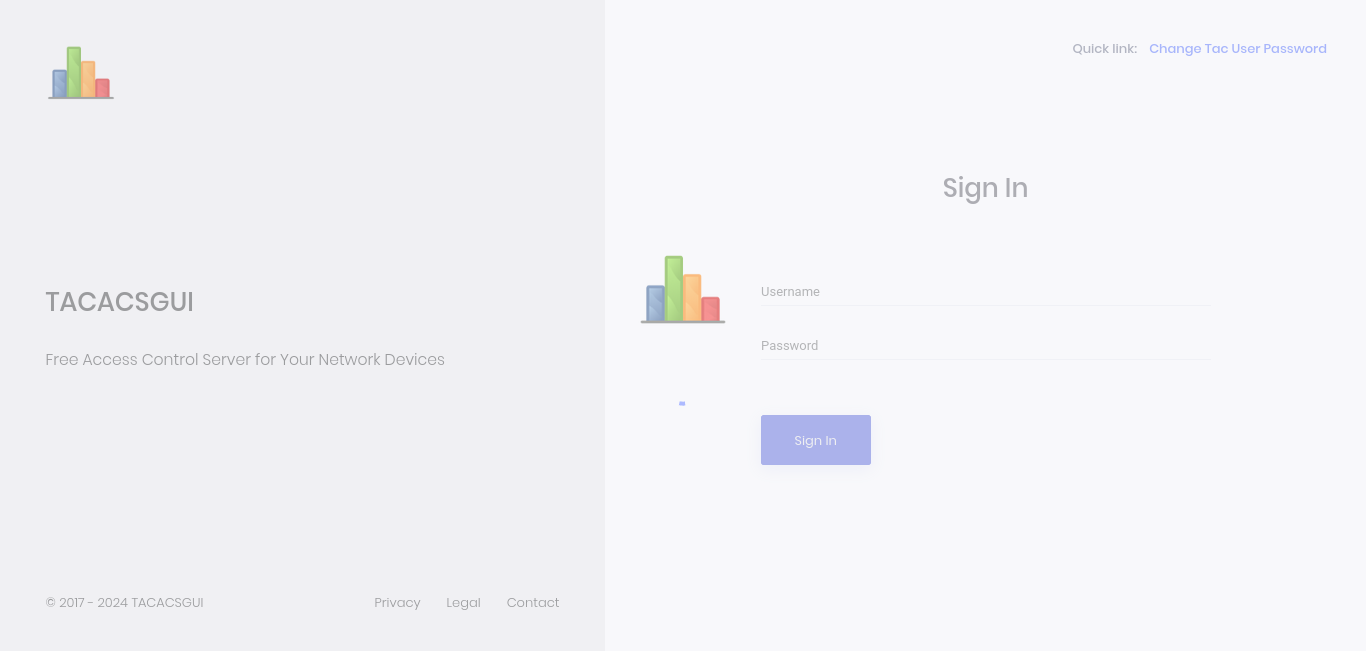 Quick link: Change Tac User Password
Sign In
TACACSGUI
Free Access Control Server for Your Network Devices
Username
Password
Sign In
© 2017 - 2024 TACACSGUI
Privacy Legal Contact